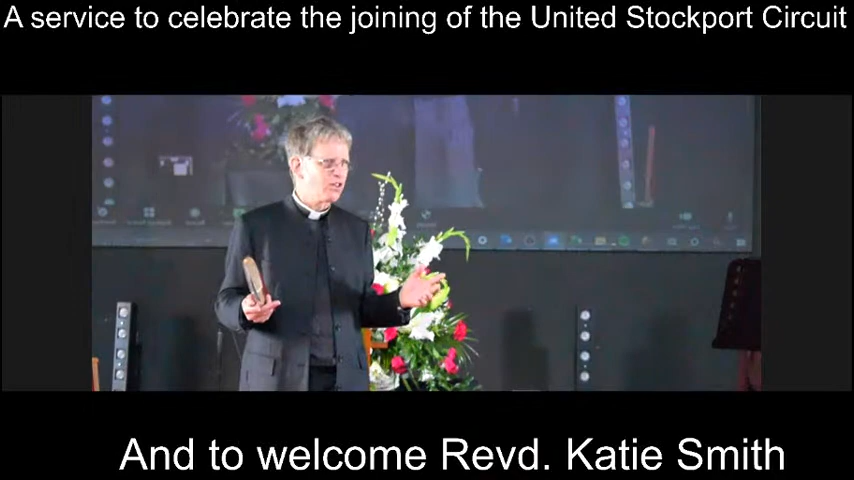 A service to celebrate the joining of the United Stockport Circuit
And to welcome Revd. Katie Smith